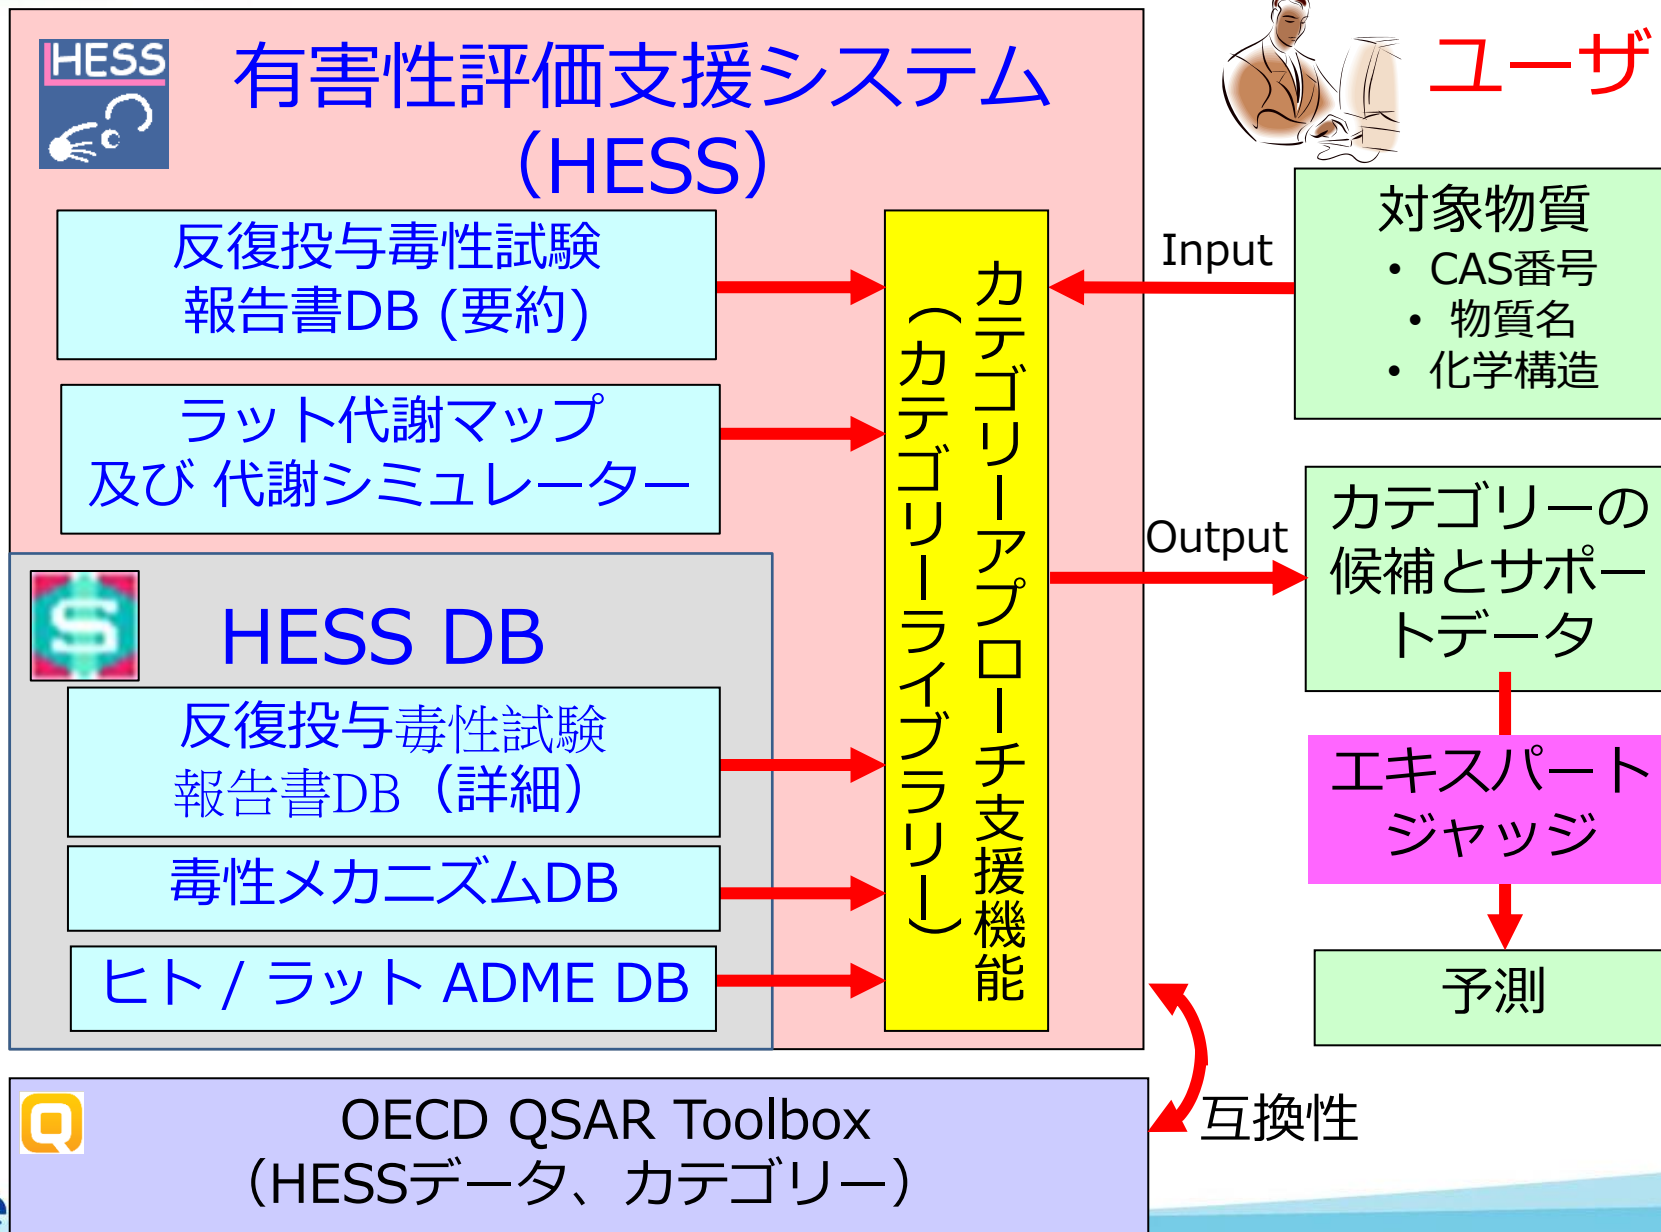 HESS
有害性評価支援システム
（HESS）
反復投与毒性試験
報告書DB (要約)
ラット代謝マップ
及び 代謝シミュレーター
HESS DB
反復投与毒性試験
報告書DB（詳細）
毒性メカニズムDB
ヒト / ラット ADME DB
カテゴリーアプローチ支援機能
（カテゴリーライブラリー）
ユーザ
Input
対象物質
• CAS番号
• 物質名
• 化学構造
Output
カテゴリーの
候補とサポー
トデータ
エキスパート
ジャッジ
予測
互換性
OECD QSAR Toolbox
（HESSデータ、カテゴリー）